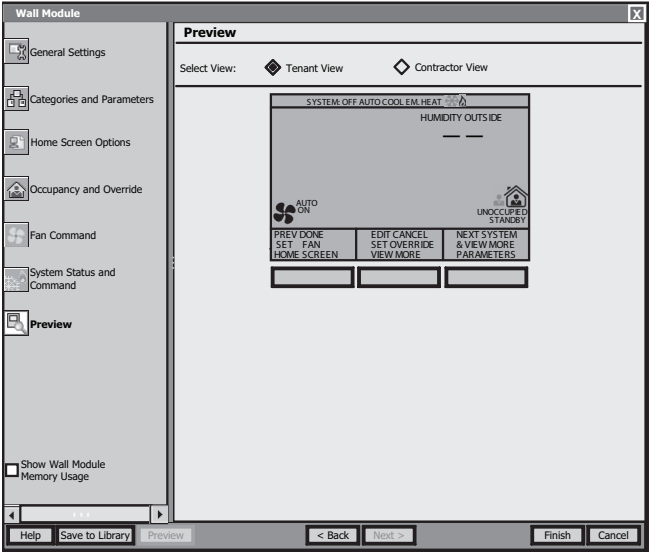 Wall Module
X
General Settings
Categories and Parameters
Home Screen Options
Occupancy and Override
Fan Command
System Status and
Command
Preview
Show Wall Module
Memory Usage
Preview
Select View:
Tenant View
Contractor View
SYSTEM: OFF AUTO COOL EM. HEAT
HUMIDITY OUTSIDE
— —
AUTO
ON
UNOCCUPIED
STANDBY
PREV DONE
SET FAN
HOME SCREEN
EDIT CANCEL
SET OVERRIDE
VIEW MORE
NEXT SYSTEM
& VIEW MORE
PARAMETERS
Help
Save to Library
Preview
< Back
Next >
Finish
Cancel